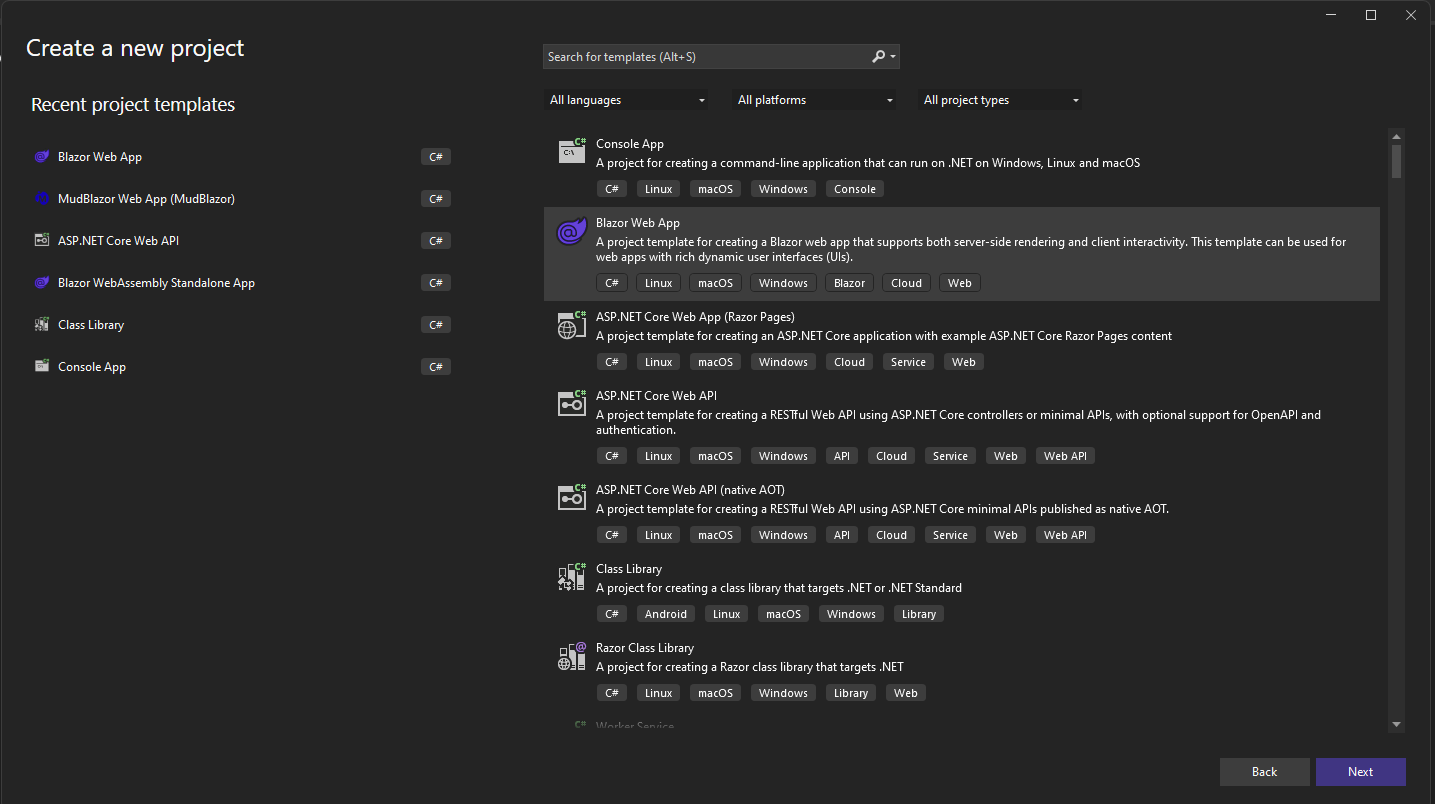 Create a new project
Recent project templates
Blazor Web App
C#
MudBlazor Web App (MudBlazor)
C#
ASP.NET Core Web API
C#
Blazor WebAssembly Standalone App
C#
Class Library
C#
Console App
C#
Search for templates (Alt+S)
All languages
All platforms
All project types
C#
C:\
Console App
A project for creating a command-line application that can run on .NET on Windows, Linux and macOS
C# Linux macOS Windows Console
@
Blazor Web App
A project template for creating a Blazor web app that supports both server-side rendering and client interactivity. This template can be used for
web apps with rich dynamic user interfaces (UIs).
C# Linux macOS Windows Blazor Cloud Web
C#
ASP.NET Core Web App (Razor Pages)
A project template for creating an ASP.NET Core application with example ASP.NET Core Razor Pages content
C# Linux macOS Windows Cloud Service Web
C#
ASP.NET Core Web API
A project template for creating a RESTful Web API using ASP.NET Core controllers or minimal APIs, with optional support for OpenAPI and
authentication.
C# Linux macOS Windows API Cloud Service Web Web API
C#
ASP.NET Core Web API (native AOT)
A project template for creating a RESTful Web API using ASP.NET Core minimal APIs published as native AOT.
C# Linux macOS Windows API Cloud Service Web Web API
C#
Class Library
A project for creating a class library that targets .NET or .NET Standard
C# Android Linux macOS Windows Library
@
Razor Class Library
A project for creating a Razor class library that targets .NET
C# Linux macOS Windows Library Web
C#
Worker Service
Back
Next